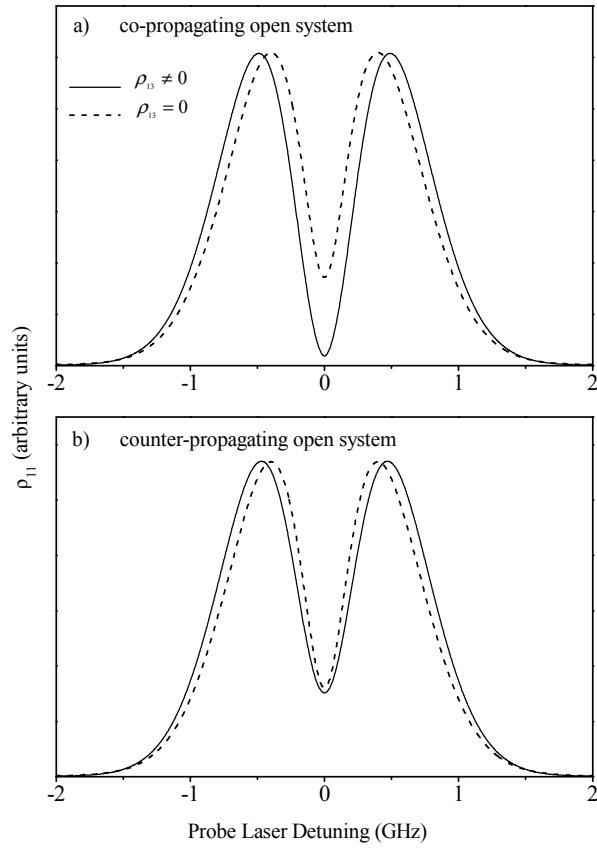 a) co-propagating open system
ρ₁₃ ≠ 0
ρ₁₃ = 0
-2 -1 0 1 2
b) counter-propagating open system
-2 -1 0 1 2
Probe Laser Detuning (GHz)
ρ₁₁ (arbitrary units)